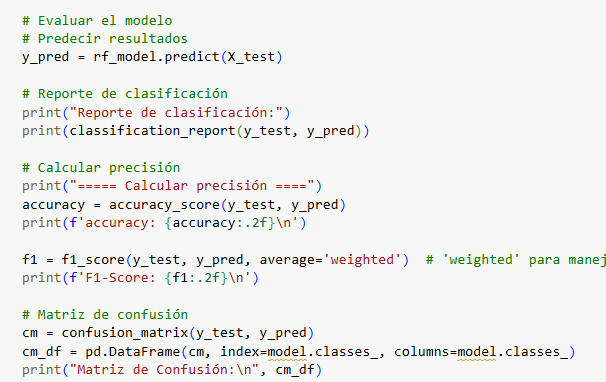 # Evaluar el modelo
# Predecir resultados
y_pred = rf_model.predict(X_test)
# Reporte de clasificación
print("Reporte de clasificación:")
print(classification_report(y_test, y_pred))
# Calcular precisión
print("===== Calcular precisión ====")
accuracy = accuracy_score(y_test, y_pred)
print(f'accuracy: {accuracy:.2f}\n')
f1 = f1_score(y_test, y_pred, average='weighted')  # 'weighted' para manej
print(f'F1-Score: {f1:.2f}\n')
# Matriz de confusión
cm = confusion_matrix(y_test, y_pred)
cm_df = pd.DataFrame(cm, index=model.classes_, columns=model.classes_)
print("Matriz de Confusión:\n", cm_df)